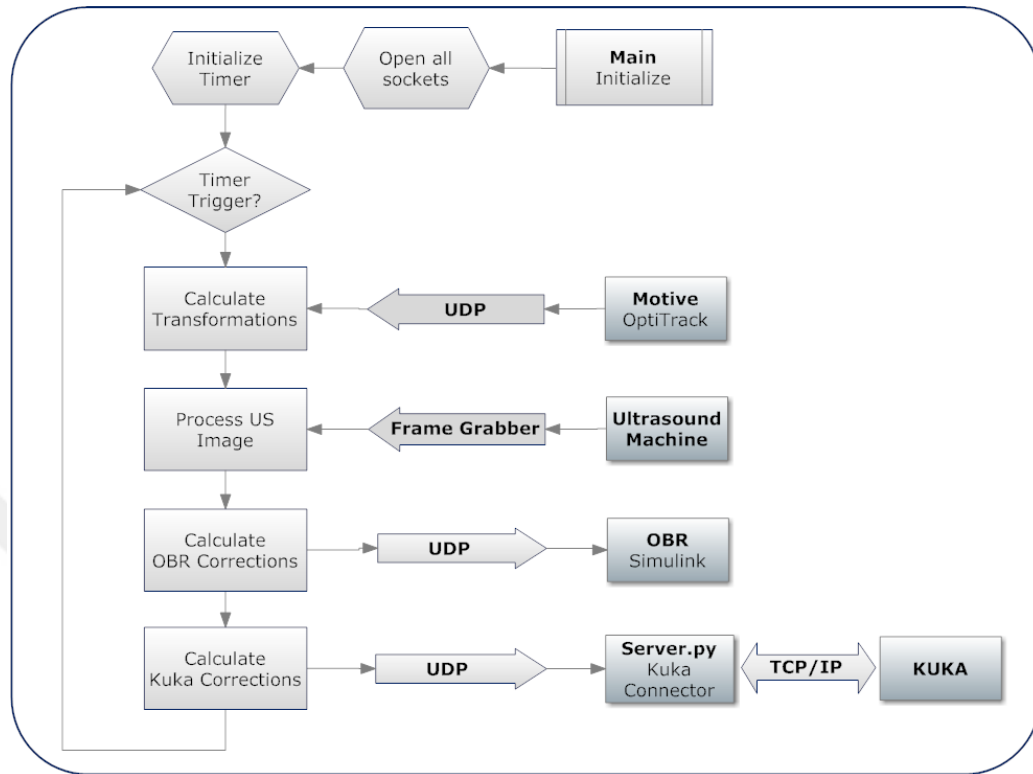 Initialize
Timer
Open all
sockets
Main
Initialize
Timer
Trigger?
Calculate
Transformations
UDP
Motive
OptiTrack
Process US
Image
Frame Grabber
Ultrasound
Machine
Calculate
OBR Corrections
UDP
OBR
Simulink
Calculate
Kuka Corrections
UDP
Server.py
Kuka
Connector
TCP/IP
KUKA